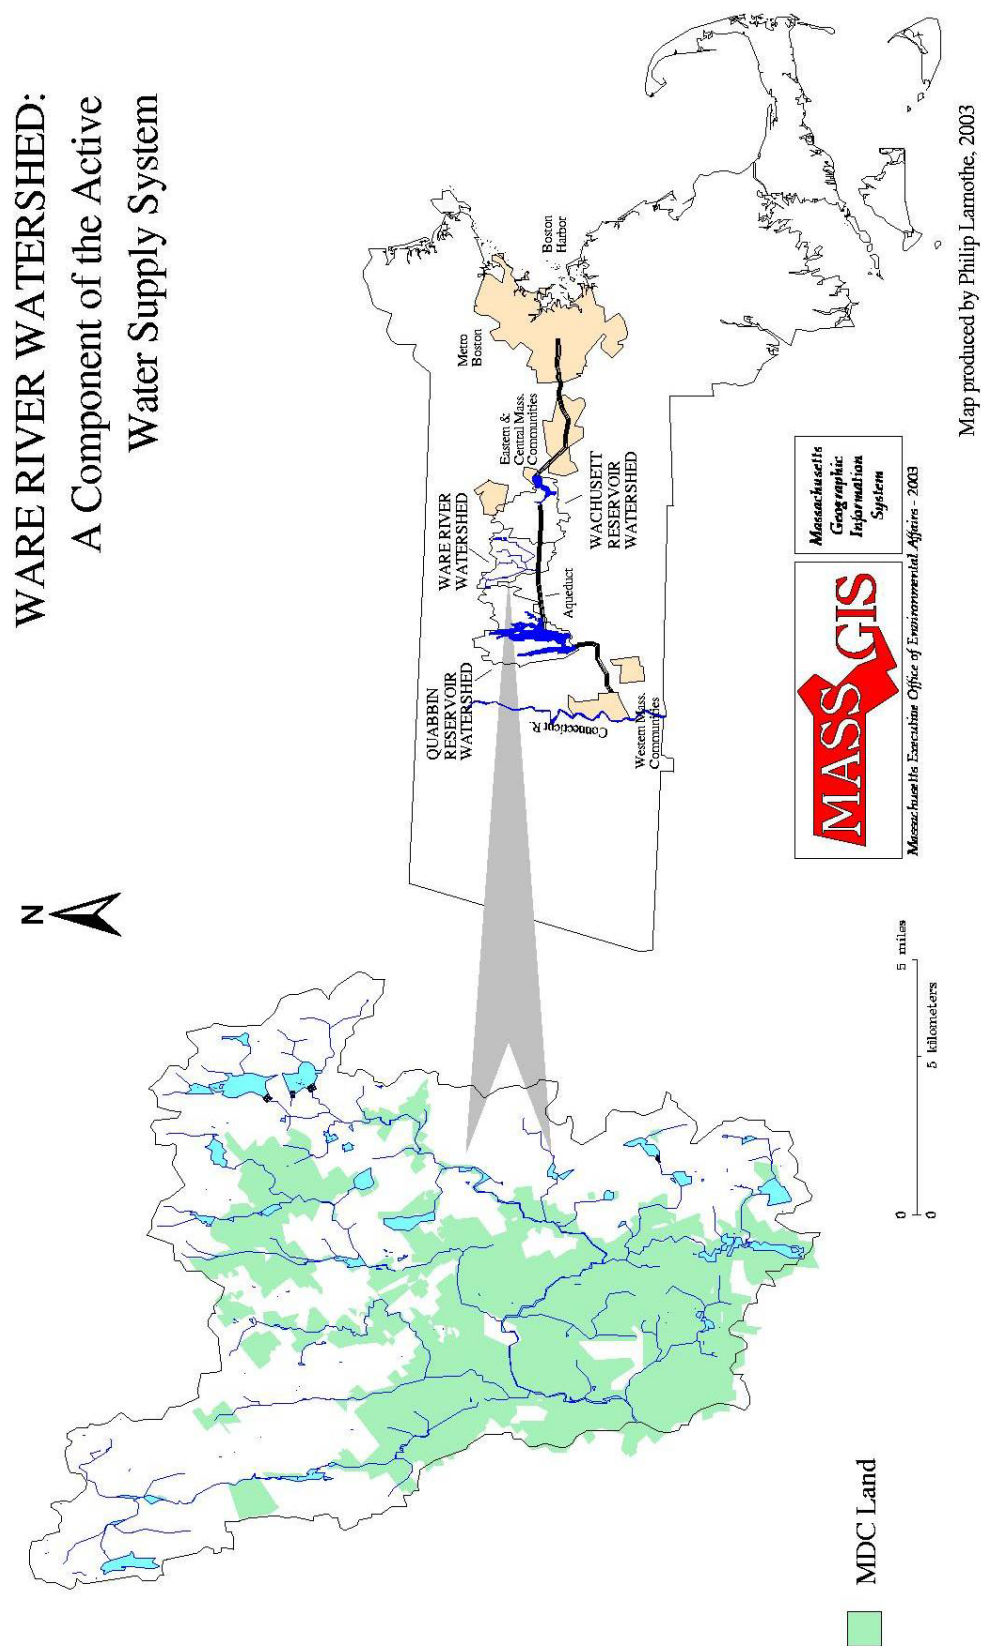 WARE RIVER WATERSHED:
A Component of the Active
Water Supply System
N
QUABBIN
RESERVOIR
WATERSHED
WARE RIVER
WATERSHED
Eastern &
Central Mass.
Communities
Metro
Boston
Boston
Harbor
Connecticut R.
Western Mass.
Communities
Aqueduct
WACHUSETT
RESERVOIR
WATERSHED
MDC Land
0
5 miles
0
5 kilometers
MASS GIS
Massachusetts
Geographic
Information
System
Massachusetts Executive Office of Environmental Affairs - 2003
Map produced by Philip Lamothe, 2003